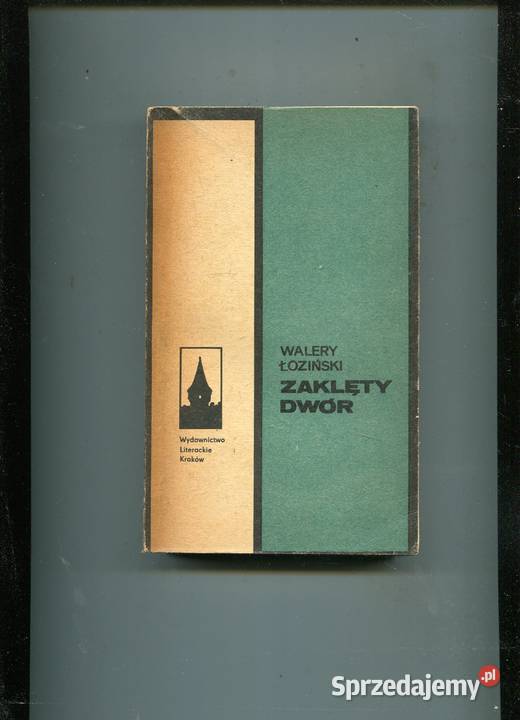 WALERY
ŁOZIŃSKI
ZAKLĘTY
DWÓR
Wydawnictwo
Literackie
Kraków
Sprzedajemy.pl